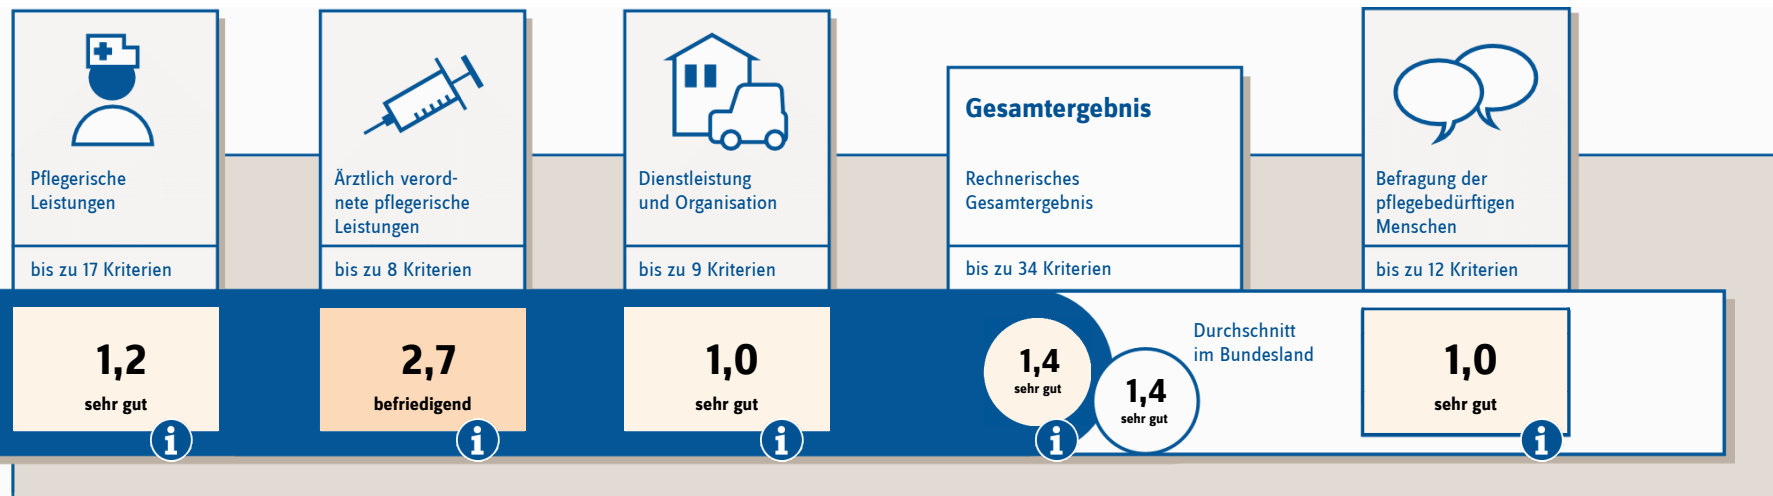 Pflegerische
Leistungen
bis zu 17 Kriterien
1,2
sehr gut
i
Ärztlich verord-
nete pflegerische
Leistungen
bis zu 8 Kriterien
2,7
befriedigend
i
Dienstleistung
und Organisation
bis zu 9 Kriterien
1,0
sehr gut
i
Gesamtergebnis
Rechnerisches
Gesamtergebnis
bis zu 34 Kriterien
1,4
sehr gut
i
Durchschnitt
im Bundesland
1,4
sehr gut
Befragung der
pflegebedürftigen
Menschen
bis zu 12 Kriterien
1,0
sehr gut
i